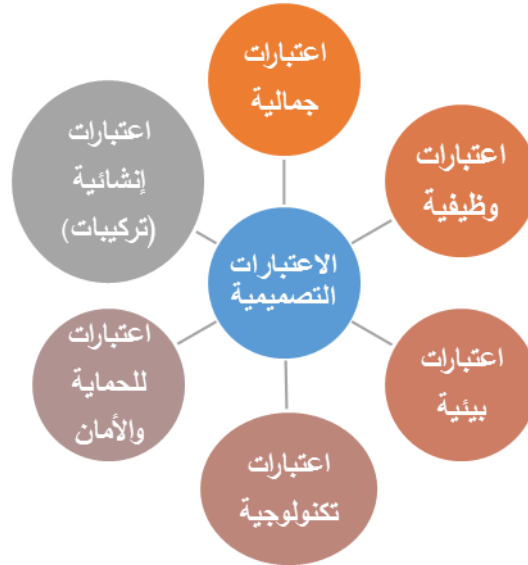 اعتبارات
جمالية
اعتبارات
وظيفية
اعتبارات
بيئية
اعتبارات
تكنولوجية
اعتبارات
للحماية
والأمان
اعتبارات
إنشائية
(تركيبات)
الاعتبارات
التصميمية